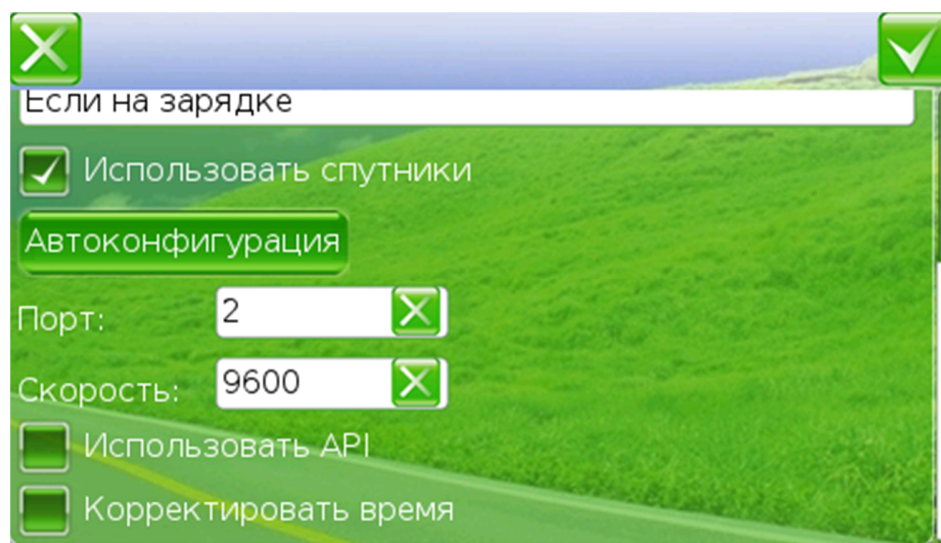 Если на зарядке
Использовать спутники
Автоконфигурация
Порт: 2
Скорость: 9600
Использовать API
Корректировать время